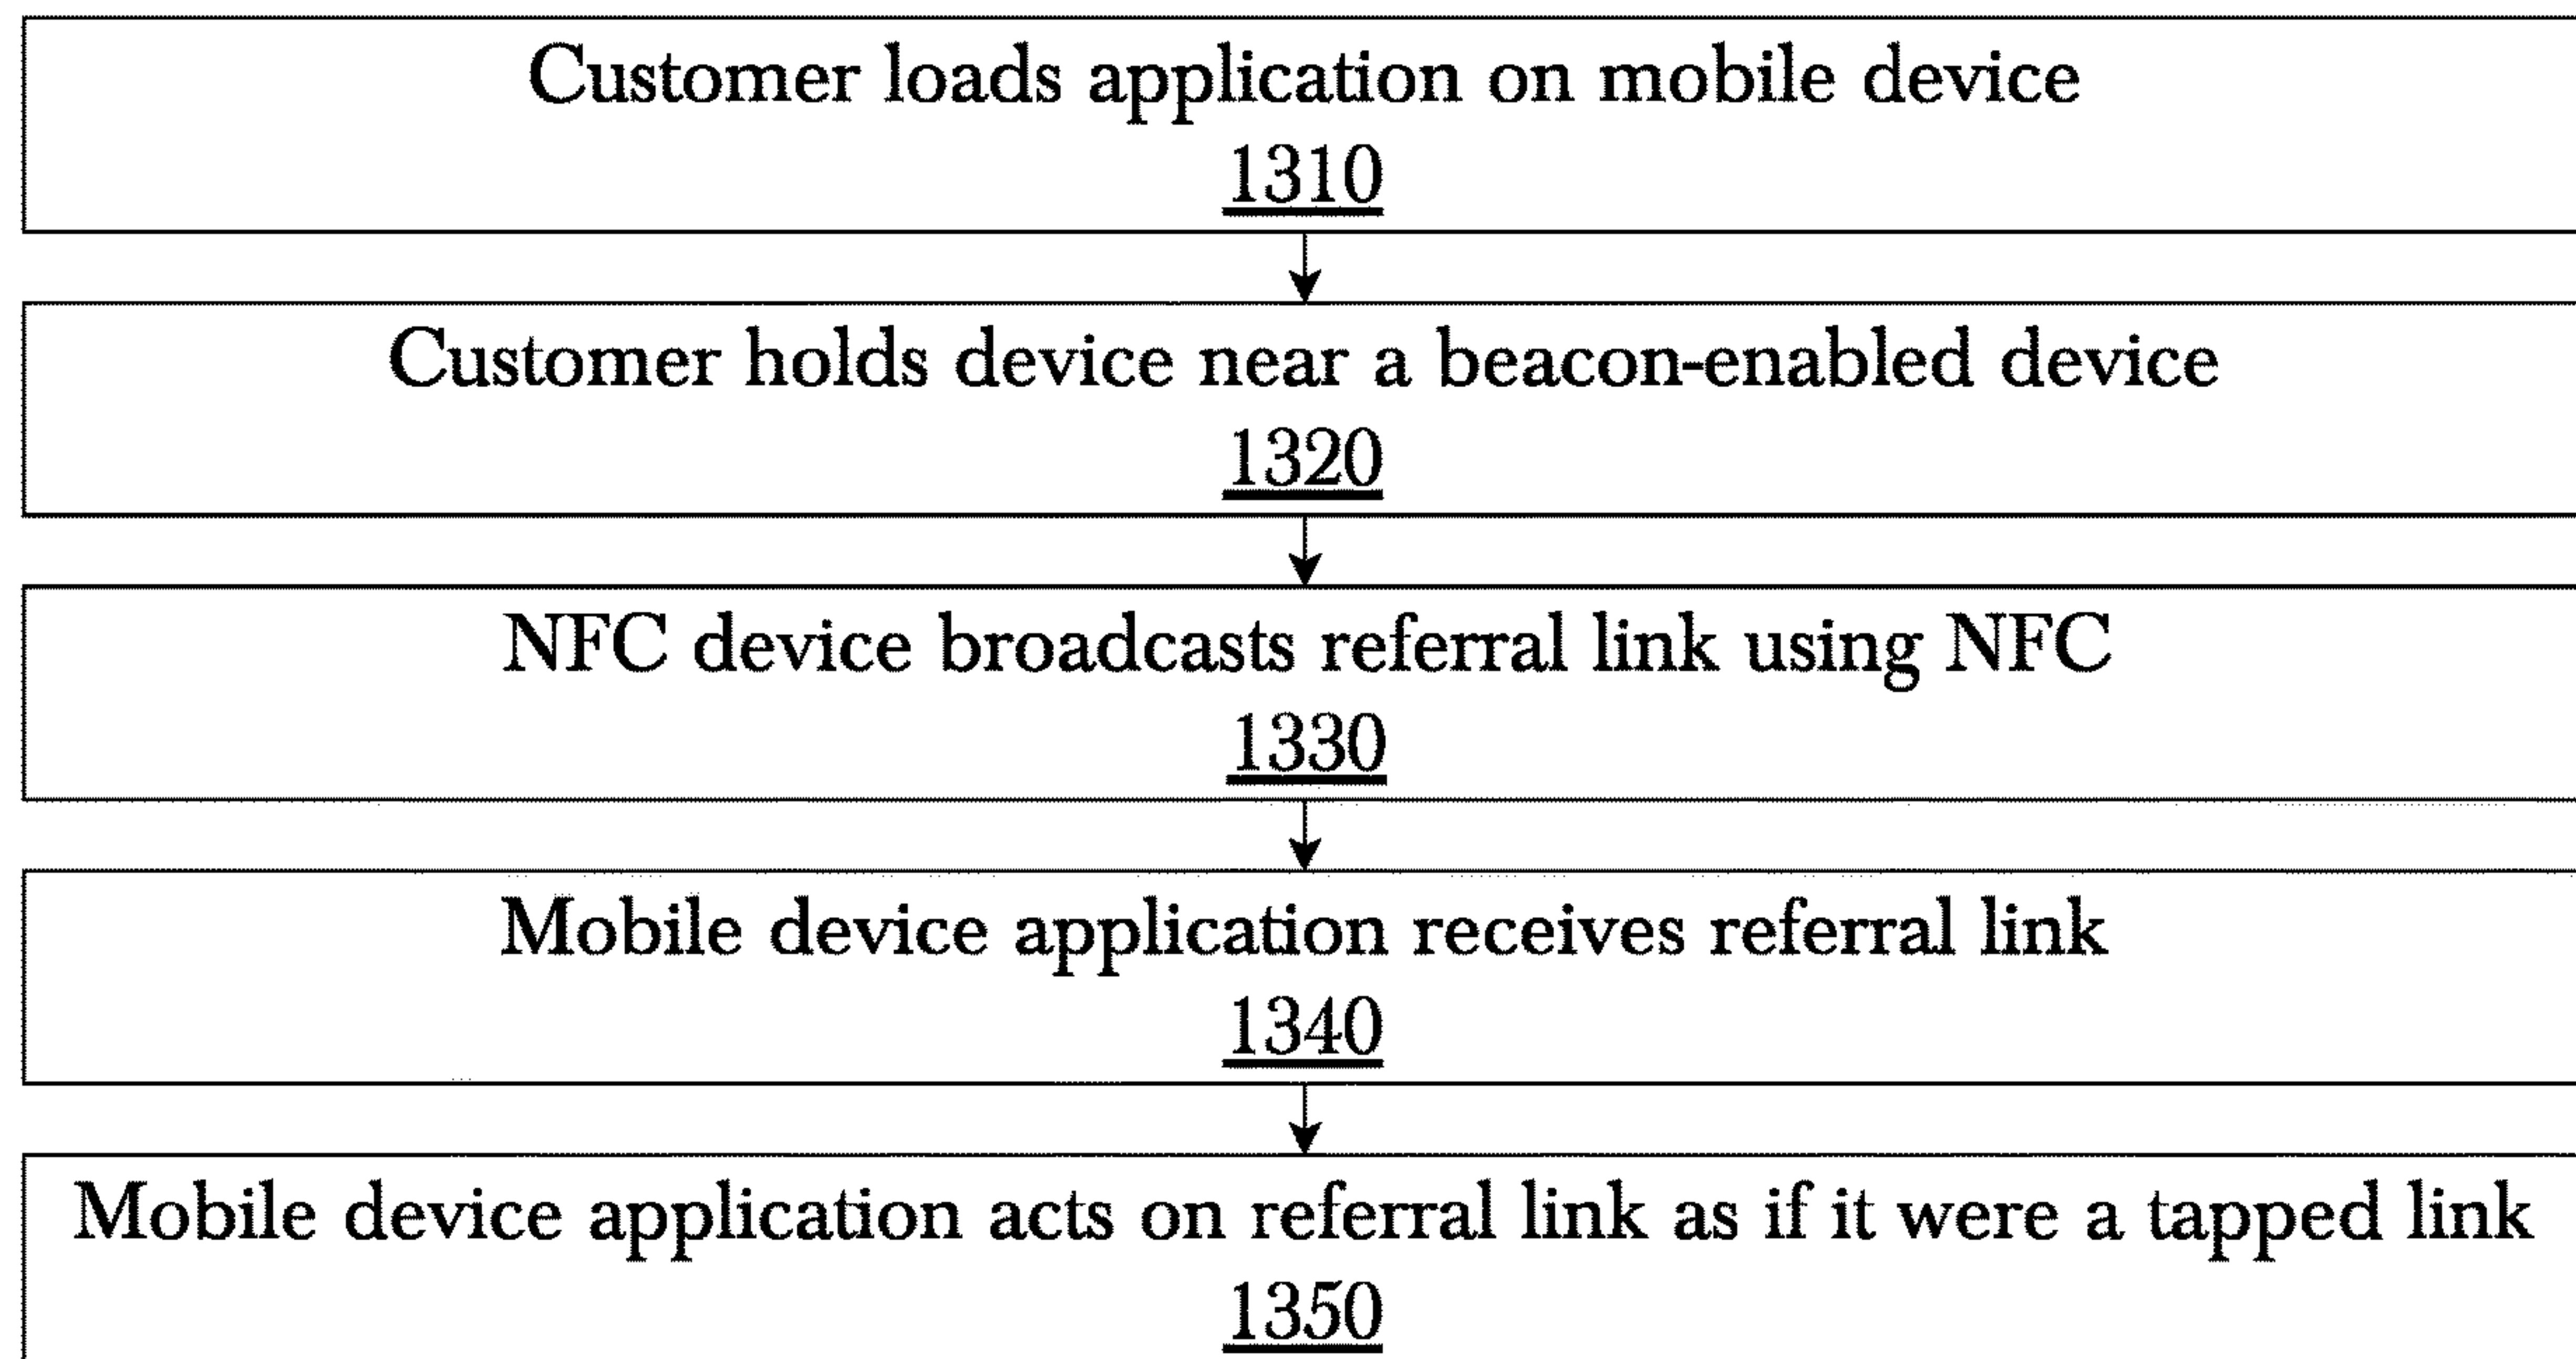 Customer loads application on mobile device
1310
Customer holds device near a beacon-enabled device
1320
NFC device broadcasts referral link using NFC
1330
Mobile device application receives referral link
1340
Mobile device application acts on referral link as if it were a tapped link
1350